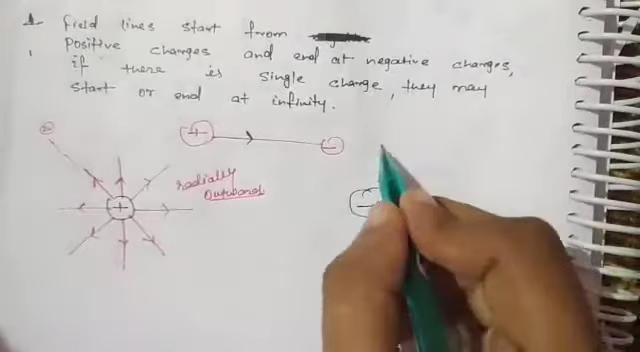 1. Field lines start from
Positive charges and end at negative charges,
if there is single charge, they may
start or end at infinity.
∞
+
-
+
radially
Outward
-